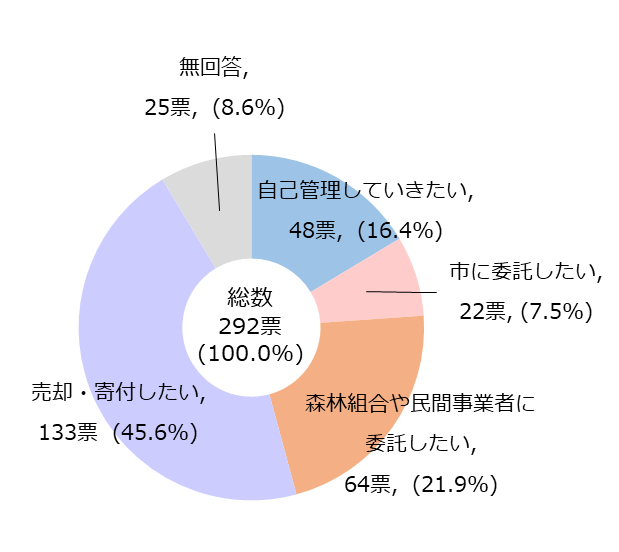 無回答,
25票, (8.6%)
自己管理していきたい,
48票, (16.4%)
市に委託したい,
22票, (7.5%)
総数
292票
(100.0%)
売却・寄付したい,
133票 (45.6%)
森林組合や民間事業者に
委託したい,
64票, (21.9%)